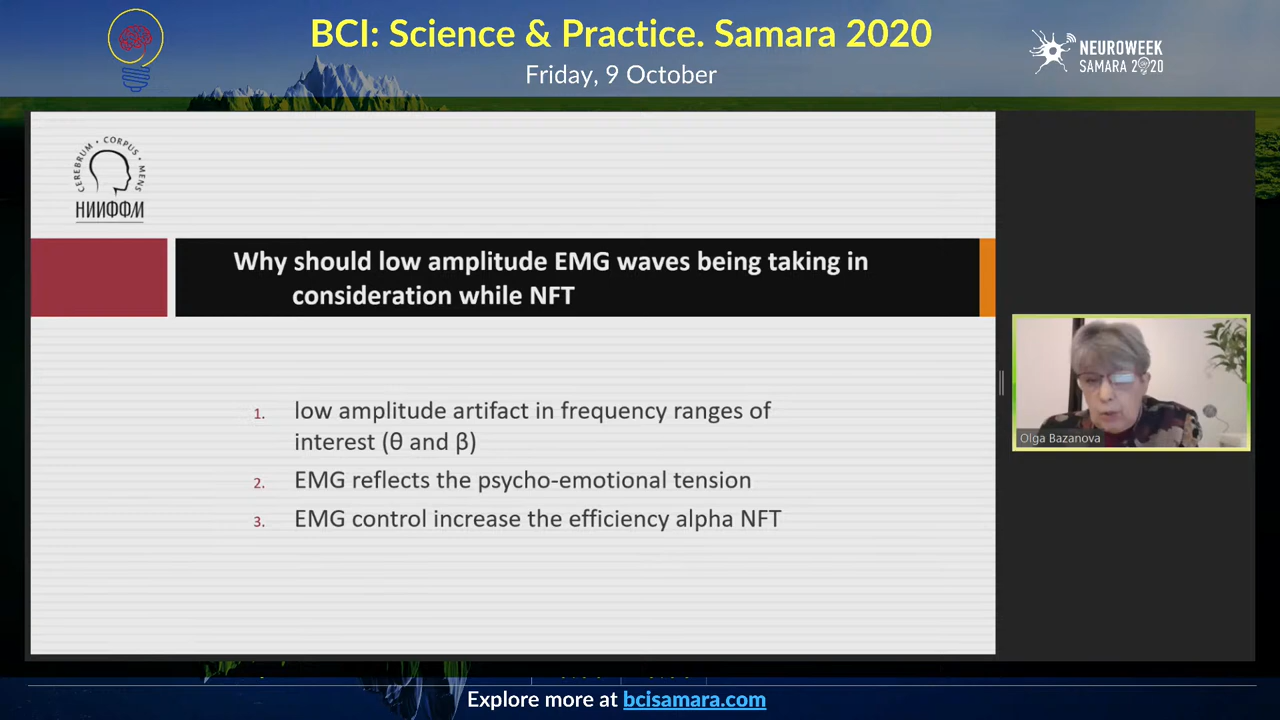 BCI: Science & Practice. Samara 2020
Friday, 9 October
NEUROWEEK
SAMARA 2020
CEREBRUM • CORPUS • MENS
НИИФФМ
Why should low amplitude EMG waves being taking in
consideration while NFT
1. low amplitude artifact in frequency ranges of
interest (θ and β)
2. EMG reflects the psycho-emotional tension
3. EMG control increase the efficiency alpha NFT
Olga Bazanova
Explore more at bcisamara.com